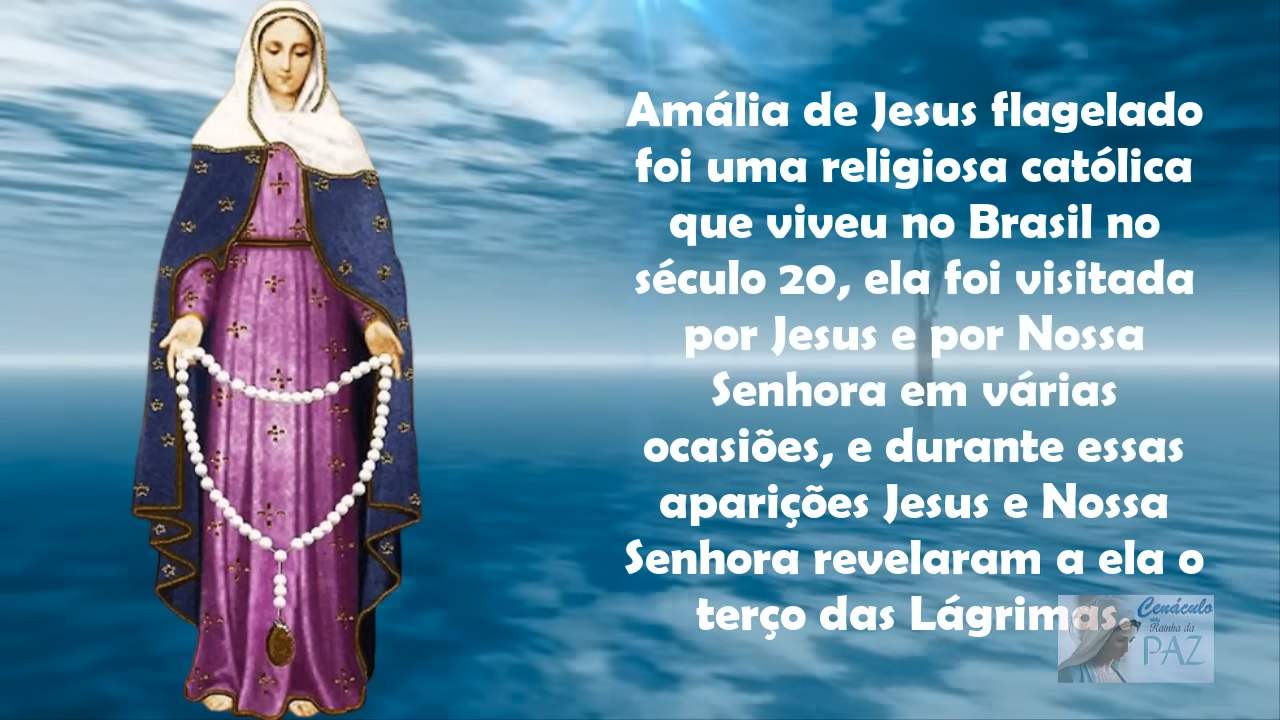 Amália de Jesus flagelado
foi uma religiosa católica
que viveu no Brasil no
século 20, ela foi visitada
por Jesus e por Nossa
Senhora em várias
ocasiões, e durante essas
aparições Jesus e Nossa
Senhora revelaram a ela o
terço das Lágrimas.
Cenáculo
Rainha da
PAZ